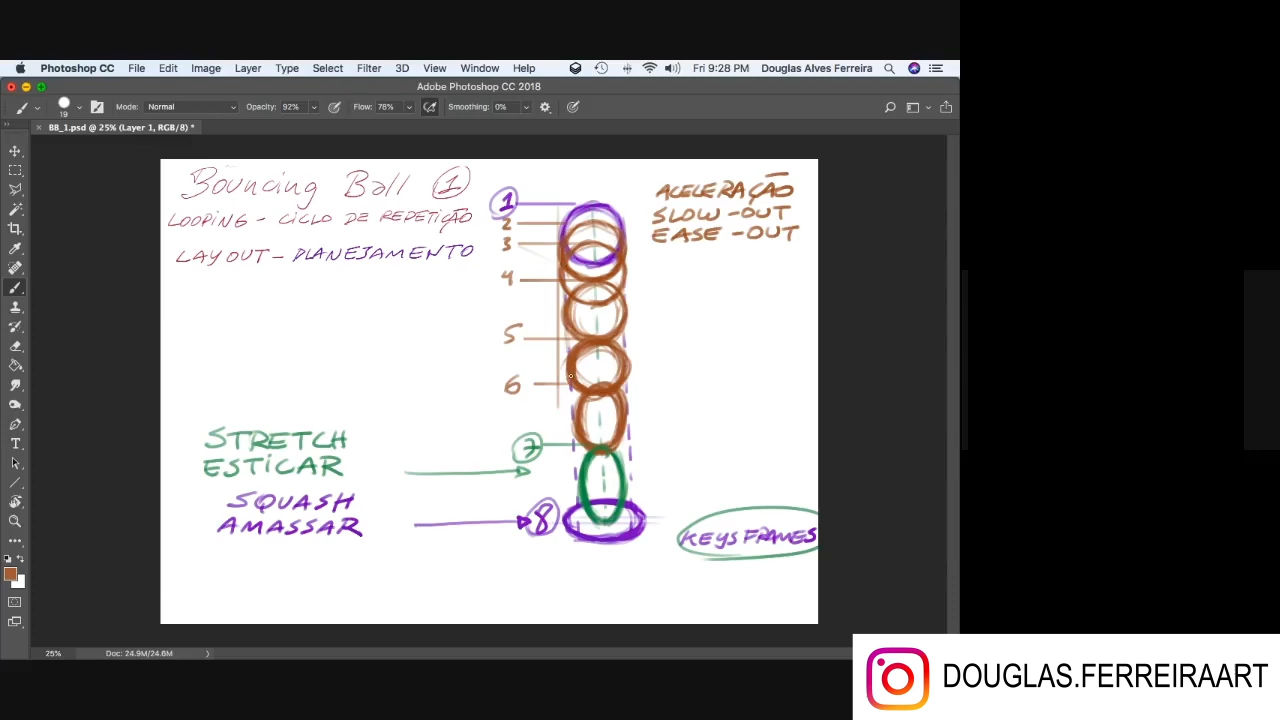 Photoshop CC File Edit Image Layer Type Select Filter 3D View Window Help Fri 9:28 PM Douglas Alves Ferreira
Adobe Photoshop CC 2018
19 Mode: Normal Opacity: 92% Flow: 76% Smoothing: 0%
× BB_1.psd @ 25% (Layer 1, RGB/8) *
Bouncing Ball 1
LOOPING - CICLO DE REPETIÇÃO
LAYOUT - PLANEJAMENTO
1
2
3
4
5
6
7
8
ACELERAÇÃO
SLOW-OUT
EASE-OUT
STRETCH
ESTICAR
SQUASH
AMASSAR
KEYSFRAMES
25% Doc: 24.9M/24.6M
DOUGLAS.FERREIRAART